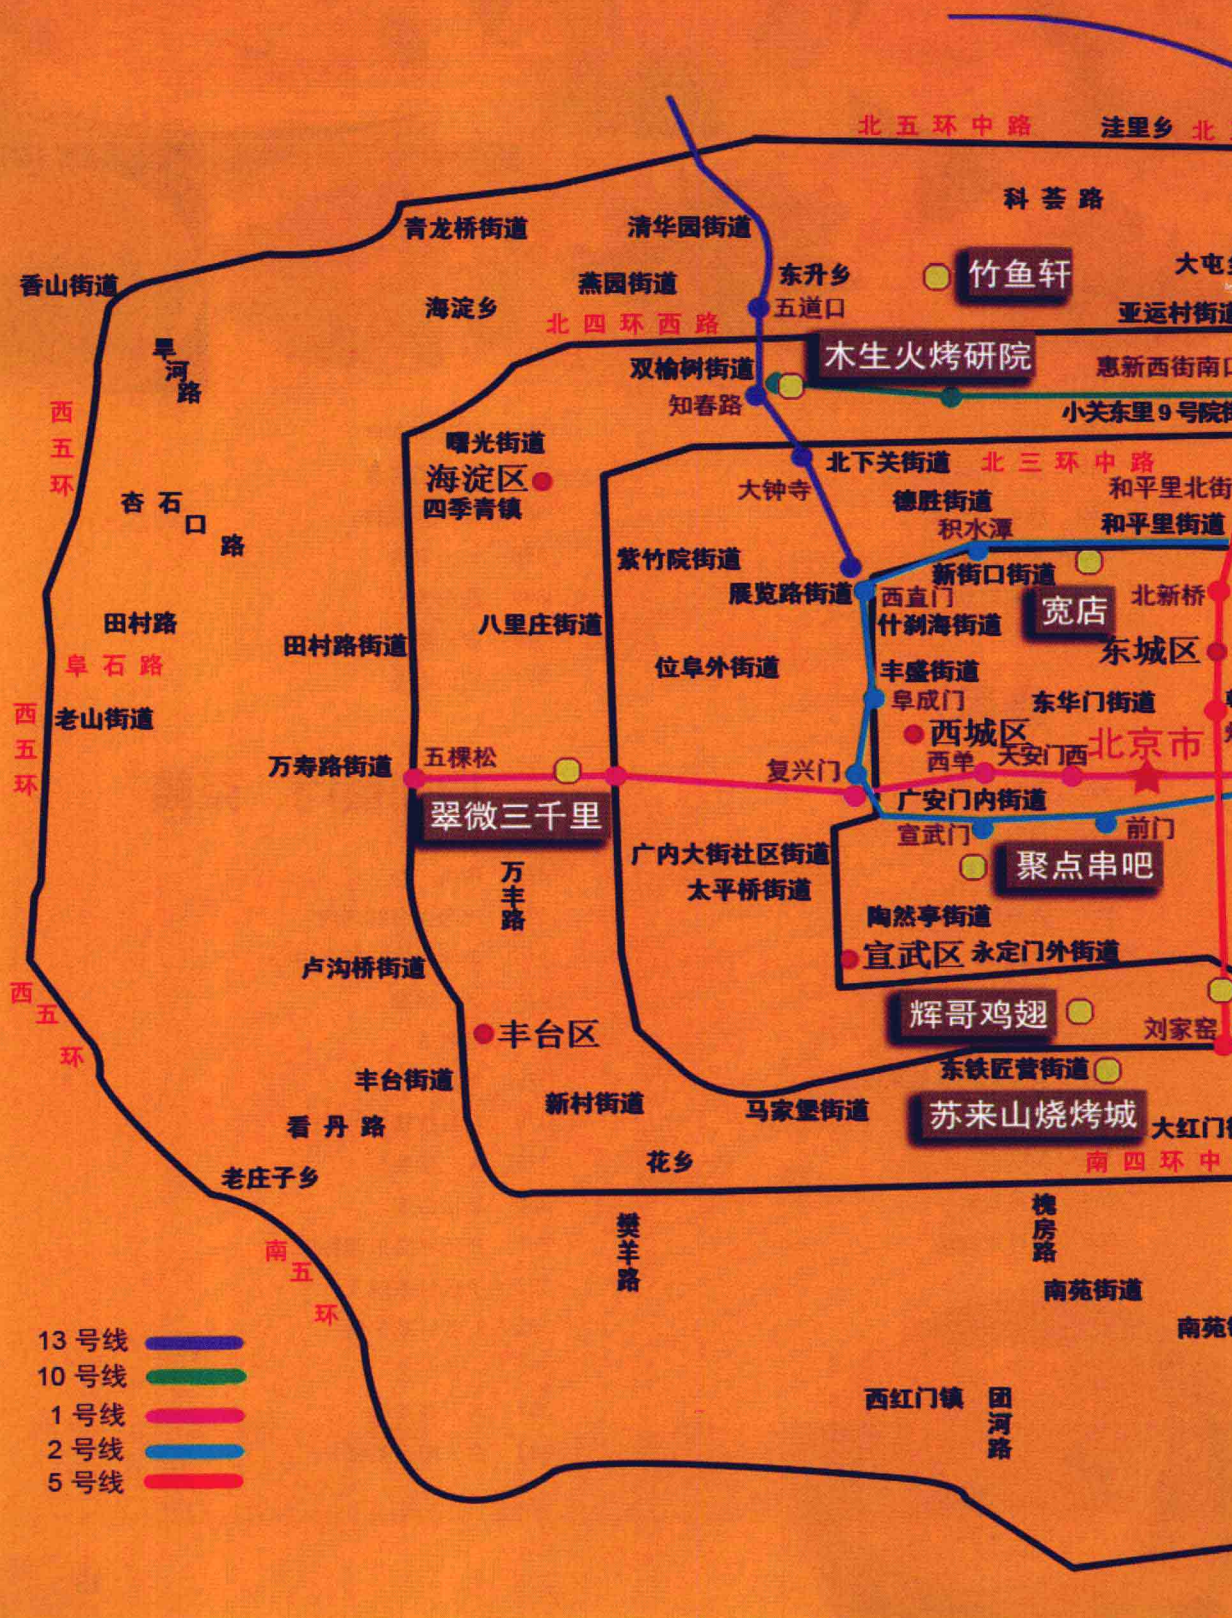 北五环中路
洼里乡
北
科荟路
青龙桥街道
清华园街道
香山街道
燕园街道
东升乡
竹鱼轩
大屯
海淀乡
五道口
亚运村街道
北四环西路
旱河路
木生火烤研院
双榆树街道
惠新西街南口
西五环
知春路
小关东里9号院街
曙光街道
北下关街道
北三环中路
海淀区
大钟寺
和平里北街
四季青镇
德胜街道
杏石口路
积水潭
和平里街道
紫竹院街道
新街口街道
展览路街道
西直门
宽店
北新桥
田村路
八里庄街道
什刹海街道
田村路街道
东城区
阜石路
位阜外街道
丰盛街道
阜成门
东华门街道
西五环
老山街道
西城区
北京市
万寿路街道
五棵松
复兴门
西单
天安门西
翠微三千里
广安门内街道
宣武门
前门
广内大街社区街道
聚点串吧
万丰路
太平桥街道
陶然亭街道
卢沟桥街道
宣武区
永定门外街道
西五环
辉哥鸡翅
刘家窑
丰台区
东铁匠营街道
丰台街道
新村街道
马家堡街道
苏来山烧烤城
看丹路
大红门街
花乡
南四环中
老庄子乡
樊羊路
槐房路
南五环
南苑街道
南苑
13 号线
10 号线
1 号线
2 号线
5 号线
西红门镇
团河路